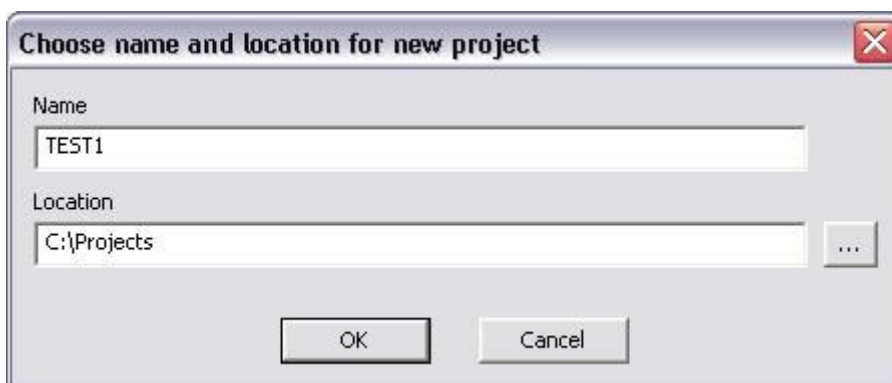 Choose name and location for new project
Name
TEST1
Location
C:\Projects
...
OK Cancel